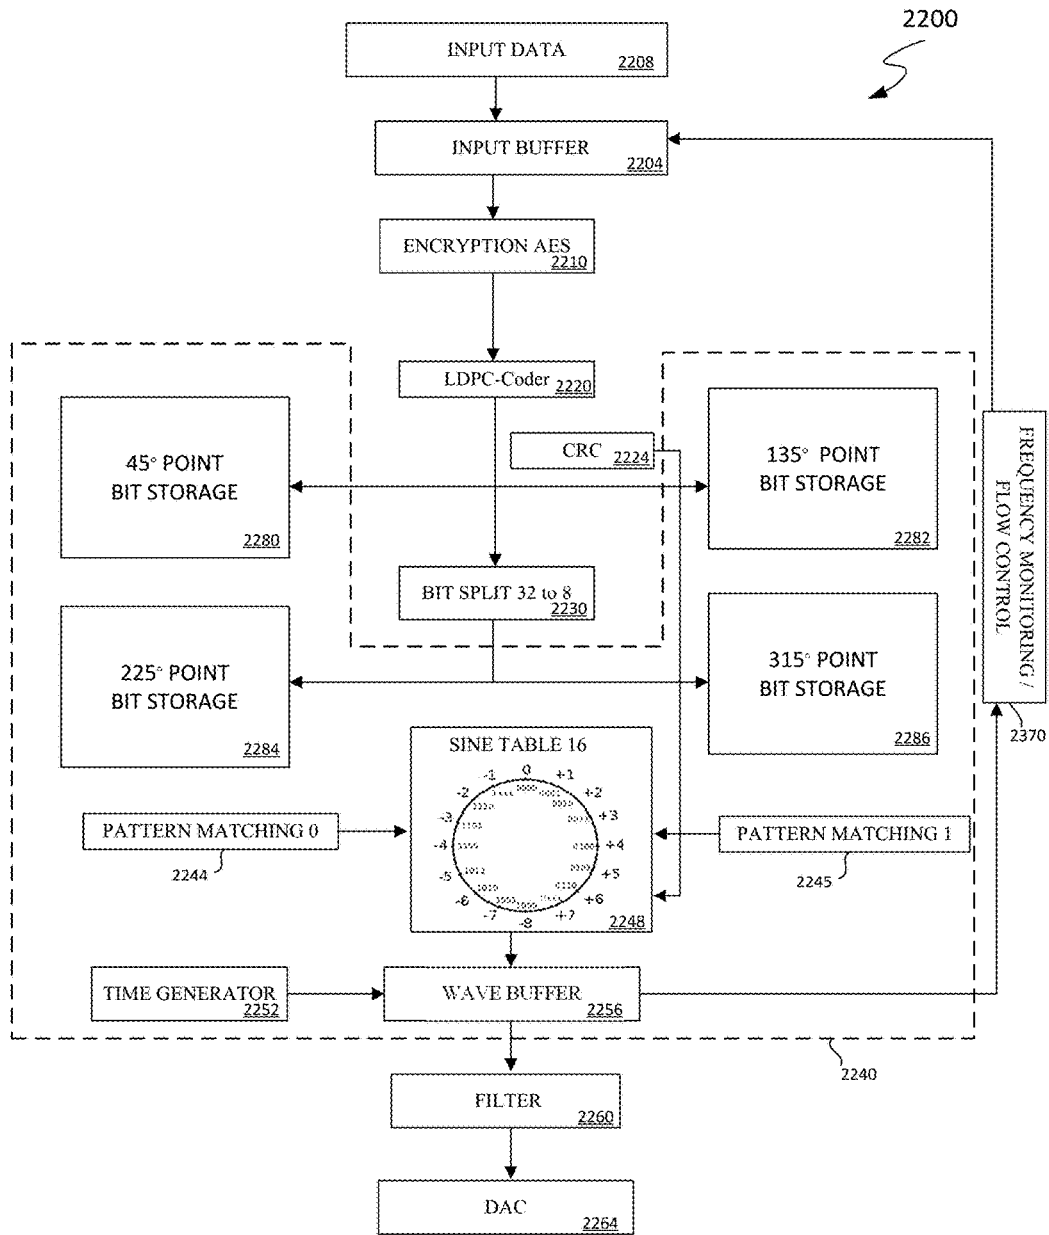 2200
INPUT DATA
2208
INPUT BUFFER
2204
ENCRYPTION AES
2210
LDPC-Coder
2220
CRC
2224
45° POINT
BIT STORAGE
2280
135° POINT
BIT STORAGE
2282
FREQUENCY MONITORING /
FLOW CONTROL
2370
BIT SPLIT 32 to 8
2230
225° POINT
BIT STORAGE
2284
315° POINT
BIT STORAGE
2286
SINE TABLE 16
0
-1
+1
-2
+2
-3
+3
-4
+4
-5
+5
-6
+6
-7
+7
-8
0000
0100
2248
PATTERN MATCHING 0
2244
PATTERN MATCHING 1
2245
TIME GENERATOR
2252
WAVE BUFFER
2256
2240
FILTER
2260
DAC
2264